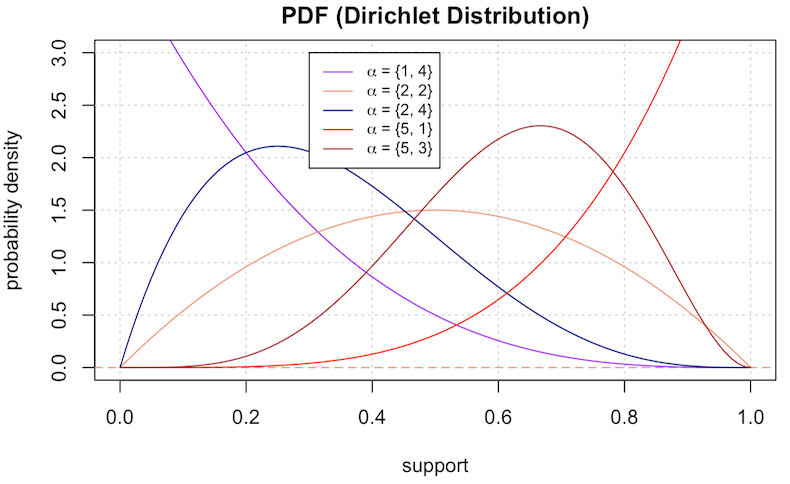 PDF (Dirichlet Distribution)
probability density
3.0
2.5
2.0
1.5
1.0
0.5
0.0
α = {1, 4}
α = {2, 2}
α = {2, 4}
α = {5, 1}
α = {5, 3}
0.0 0.2 0.4 0.6 0.8 1.0
support